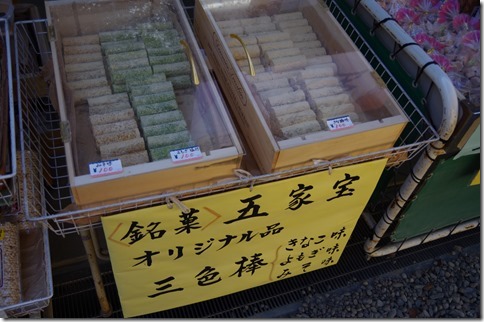 〈銘菓〉五家宝
オリジナル品
三色棒
きなこ味
よもぎ味
みそ味